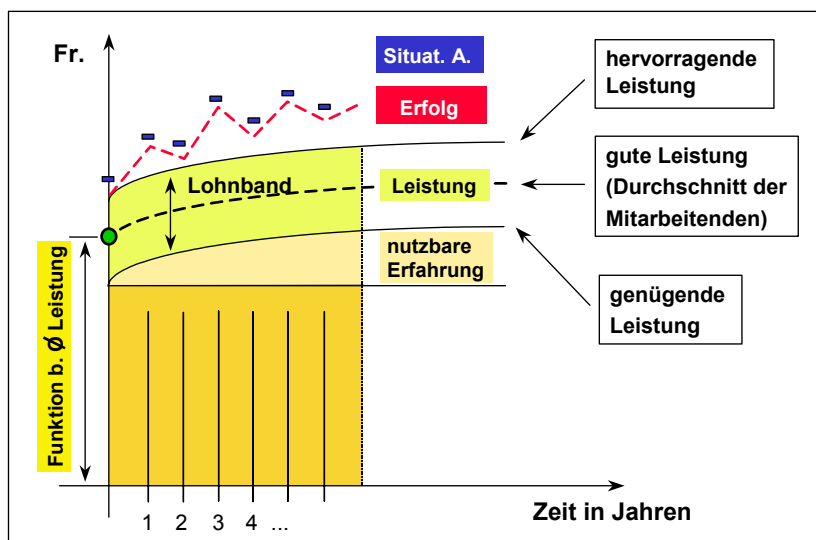 Fr.
Situat. A.
Erfolg
hervorragende
Leistung
Lohnband
Leistung
gute Leistung
(Durchschnitt der
Mitarbeitenden)
nutzbare
Erfahrung
genügende
Leistung
Funktion b. Ø Leistung
Zeit in Jahren
1 2 3 4 ...